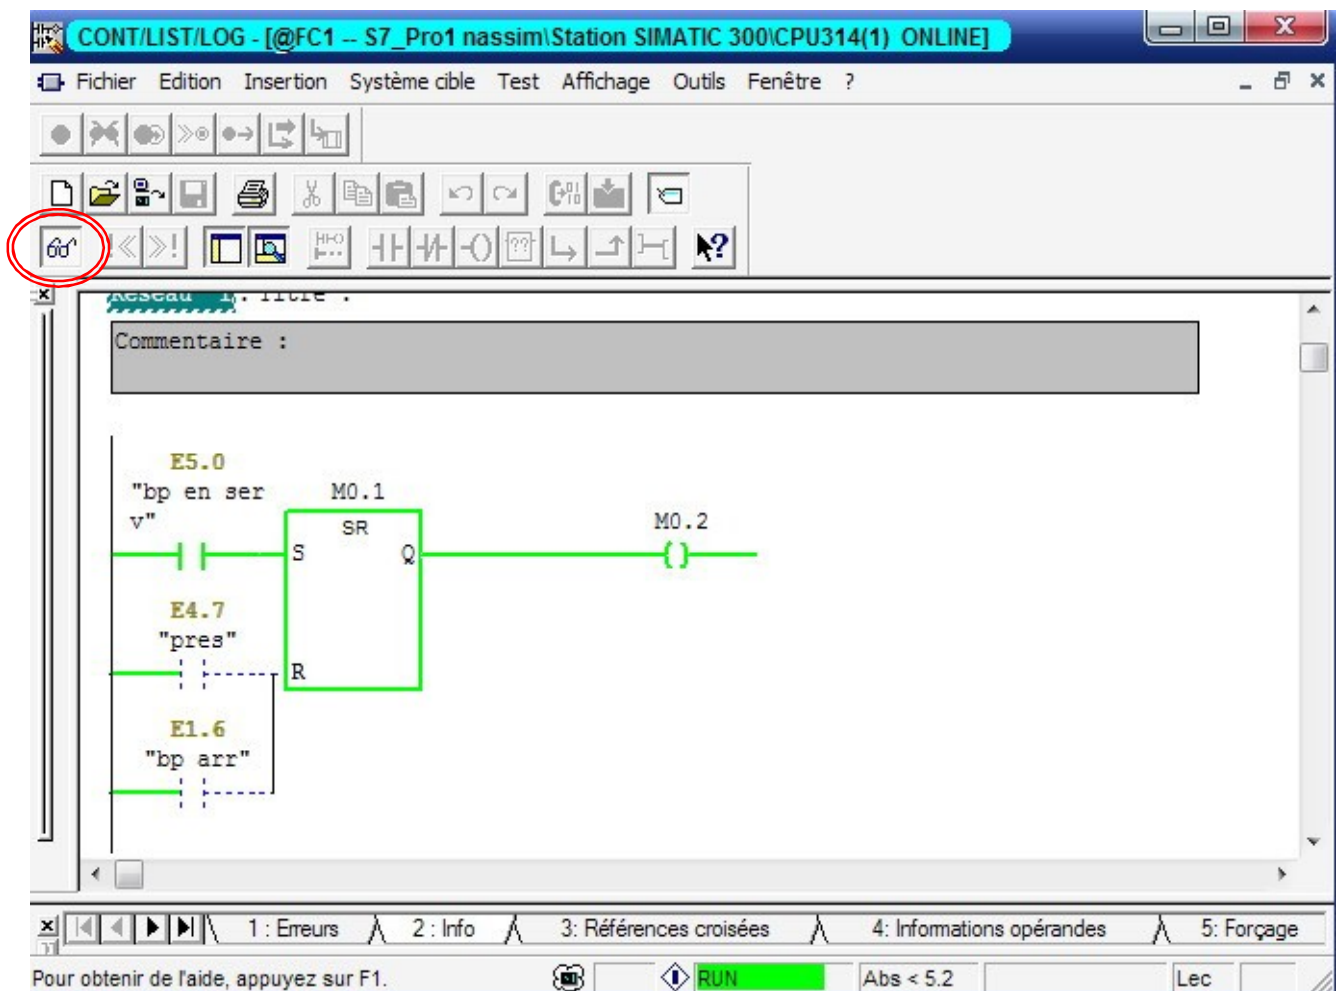 CONT/LIST/LOG - [@FC1 -- S7_Pro1 nassim\Station SIMATIC 300\CPU314(1) ONLINE]
Fichier Edition Insertion Système cible Test Affichage Outils Fenêtre ?
Réseau 1: Titre :
Commentaire :
E5.0
"bp en ser
v"
M0.1
SR
S
Q
M0.2
E4.7
"pres"
R
E1.6
"bp arr"
1 : Erreurs
2 : Info
3: Références croisées
4: Informations opérandes
5: Forçage
Pour obtenir de l'aide, appuyez sur F1.
RUN
Abs < 5.2
Lec